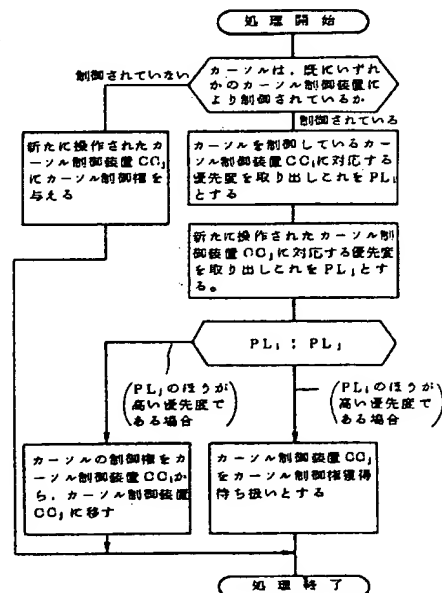 処理開始
カーソルは、既にいずれ
かのカーソル制御装置に
より制御されているか
制御されていない
制御されている
新たに操作されたカ
ーソル制御装置CCj
にカーソル制御権を
与える
カーソルを制御しているカー
ソル制御装置CCiに対応する
優先度を取り出しこれをPLi
とする
新たに操作されたカーソル制
御装置CCjに対応する優先度
を取り出しこれをPLjとす
る。
PLi : PLj
(PLjのほうが
高い優先度で
ある場合)
(PLiのほうが
高い優先度で
ある場合)
カーソルの制御権をカ
ーソル制御装置CCiか
ら、カーソル制御装置
CCjに移す
カーソル制御装置CCj
をカーソル制御権獲得
待ち扱いとする
処理終了